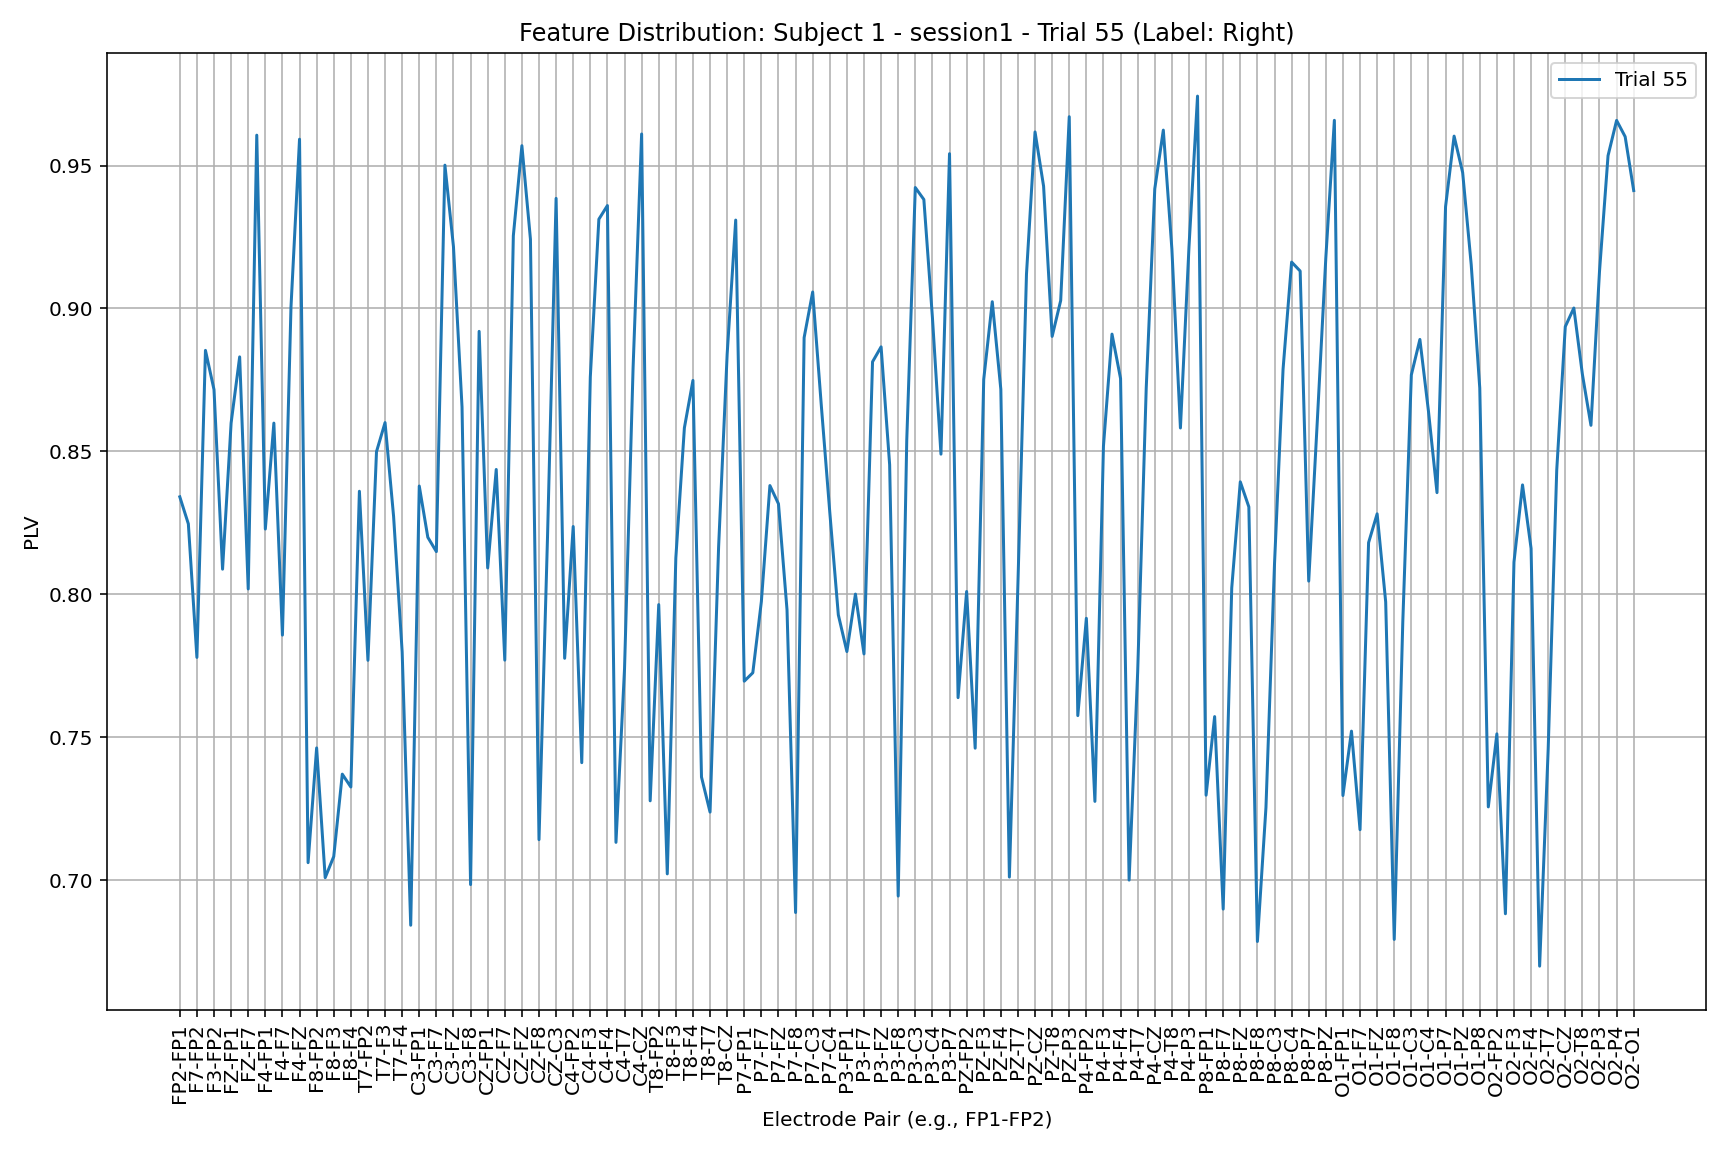 Feature Distribution: Subject 1 - session1 - Trial 55 (Label: Right)
Trial 55
0.95
0.90
0.85
0.80
0.75
0.70
PLV
FP2-FP1
F7-FP2
F3-FP2
FZ-FP1
FZ-F7
F4-FP1
F4-F7
F4-FZ
F8-FP2
F8-F3
F8-F4
T7-FP2
T7-F3
T7-F4
C3-FP1
C3-F7
C3-FZ
C3-F8
CZ-FP1
CZ-F7
CZ-FZ
CZ-F8
CZ-C3
C4-FP2
C4-F3
C4-F4
C4-T7
C4-CZ
T8-FP2
T8-F3
T8-F4
T8-T7
T8-CZ
P7-FP1
P7-F7
P7-FZ
P7-F8
P7-C3
P7-C4
P3-FP1
P3-F7
P3-FZ
P3-F8
P3-C3
P3-C4
P3-P7
PZ-FP2
PZ-F3
PZ-F4
PZ-T7
PZ-CZ
PZ-T8
PZ-P3
P4-FP2
P4-F3
P4-F4
P4-T7
P4-CZ
P4-T8
P4-P3
P8-FP1
P8-F7
P8-FZ
P8-F8
P8-C3
P8-C4
P8-P7
P8-PZ
O1-FP1
O1-F7
O1-FZ
O1-F8
O1-C3
O1-C4
O1-P7
O1-PZ
O1-P8
O2-FP2
O2-F3
O2-F4
O2-T7
O2-CZ
O2-T8
O2-P3
O2-P4
O2-O1
Electrode Pair (e.g., FP1-FP2)